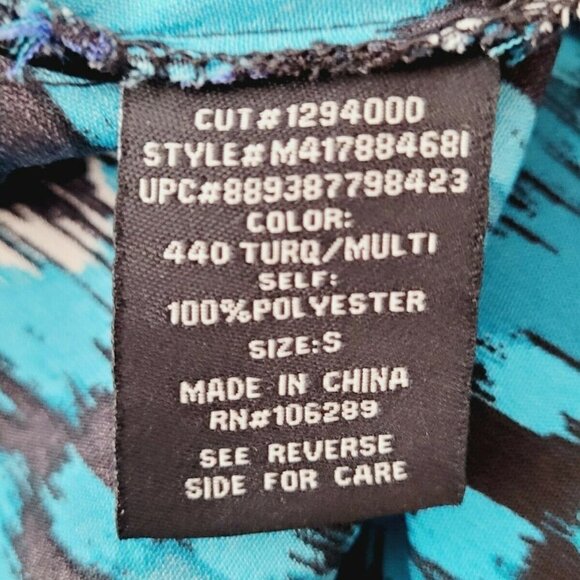 CUT#1294000
STYLE#M41788468I
UPC#889387798423
COLOR:
440 TURQ/MULTI
SELF:
100%POLYESTER
SIZE:S
MADE IN CHINA
RN#106289
SEE REVERSE
SIDE FOR CARE